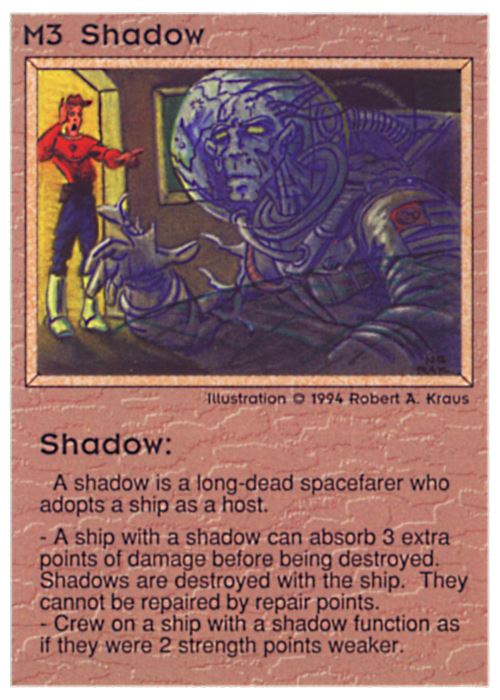 M3 Shadow
Illustration © 1994 Robert A. Kraus
Shadow:
A shadow is a long-dead spacefarer who
adopts a ship as a host.
- A ship with a shadow can absorb 3 extra
points of damage before being destroyed.
Shadows are destroyed with the ship. They
cannot be repaired by repair points.
- Crew on a ship with a shadow function as
if they were 2 strength points weaker.